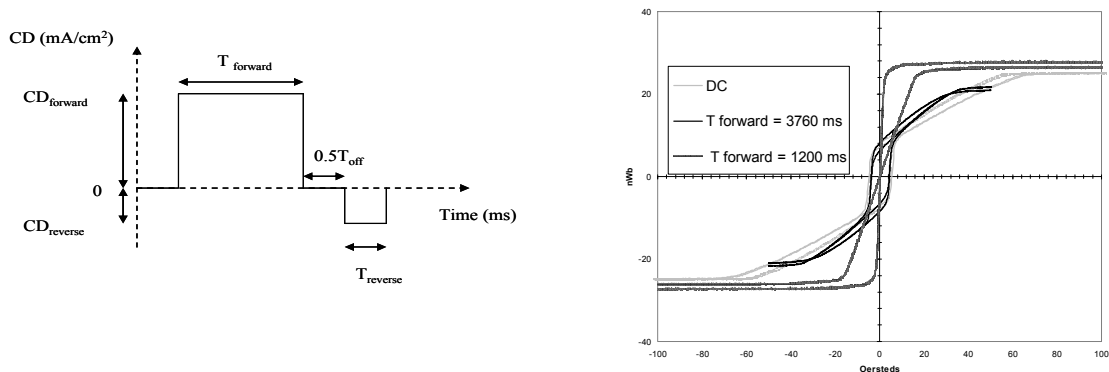 CD (mA/cm²)
T forward
CD forward
0.5T off
0
Time (ms)
CD reverse
T reverse
40
20
0
-20
-40
nWb
DC
T forward = 3760 ms
T forward = 1200 ms
-100 -80 -60 -40 -20 0 20 40 60 80 100
Oersteds